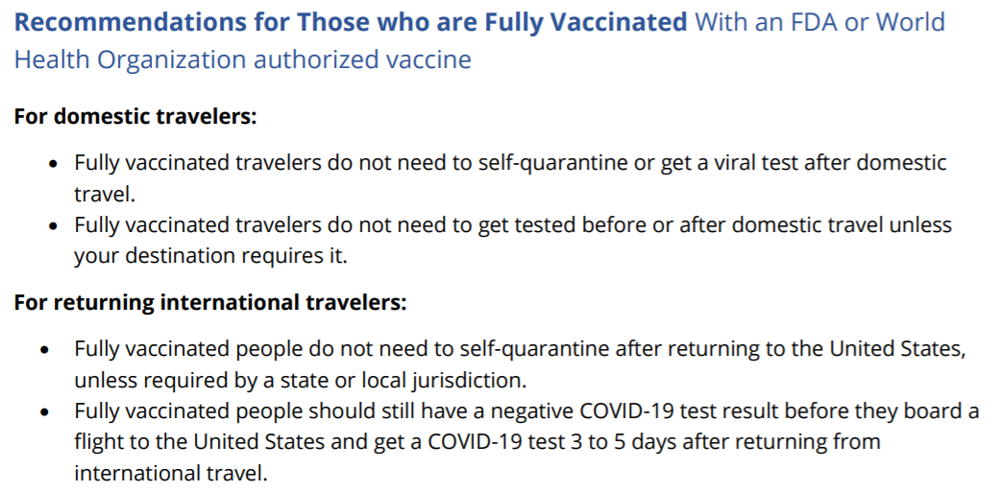 Recommendations for Those who are Fully Vaccinated With an FDA or World
Health Organization authorized vaccine
For domestic travelers:
• Fully vaccinated travelers do not need to self-quarantine or get a viral test after domestic
travel.
• Fully vaccinated travelers do not need to get tested before or after domestic travel unless
your destination requires it.
For returning international travelers:
• Fully vaccinated people do not need to self-quarantine after returning to the United States,
unless required by a state or local jurisdiction.
• Fully vaccinated people should still have a negative COVID-19 test result before they board a
flight to the United States and get a COVID-19 test 3 to 5 days after returning from
international travel.